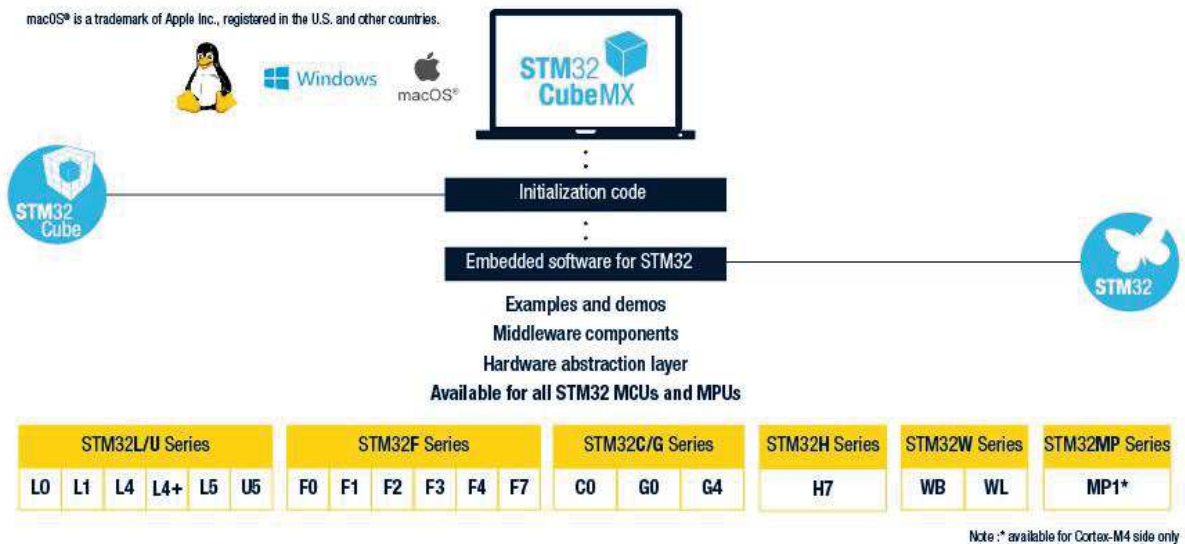 macOS® is a trademark of Apple Inc., registered in the U.S. and other countries.
Windows
macOS®
STM32
CubeMX
Initialization code
STM32
Cube
Embedded software for STM32
STM32
Examples and demos
Middleware components
Hardware abstraction layer
Available for all STM32 MCUs and MPUs
STM32L/U Series STM32F Series STM32C/G Series STM32H Series STM32W Series STM32MP Series
L0 L1 L4 L4+ L5 U5 F0 F1 F2 F3 F4 F7 C0 G0 G4 H7 WB WL MP1*
Note :* available for Cortex-M4 side only